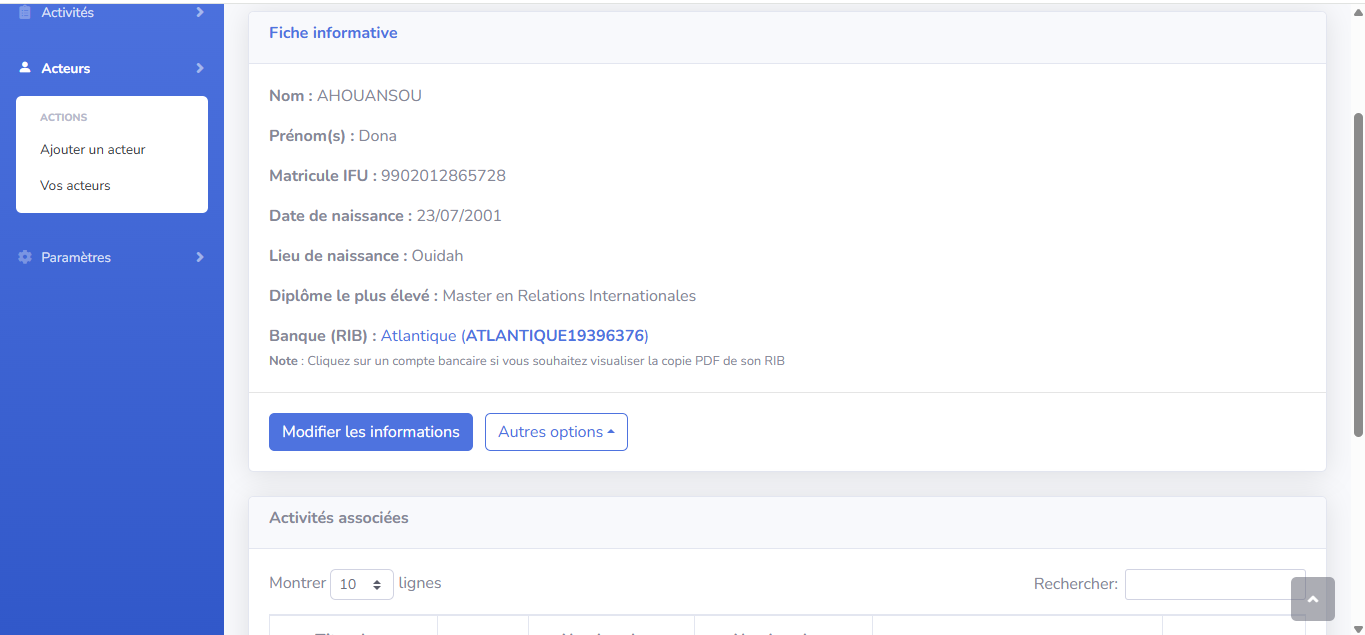 Activités
Acteurs
ACTIONS
Ajouter un acteur
Vos acteurs
Paramètres
Fiche informative
Nom : AHOUANSOU
Prénom(s) : Dona
Matricule IFU : 9902012865728
Date de naissance : 23/07/2001
Lieu de naissance : Ouidah
Diplôme le plus élevé : Master en Relations Internationales
Banque (RIB) : Atlantique (ATLANTIQUE19396376)
Note : Cliquez sur un compte bancaire si vous souhaitez visualiser la copie PDF de son RIB
Modifier les informations
Autres options
Activités associées
Montrer 10 lignes
Rechercher: